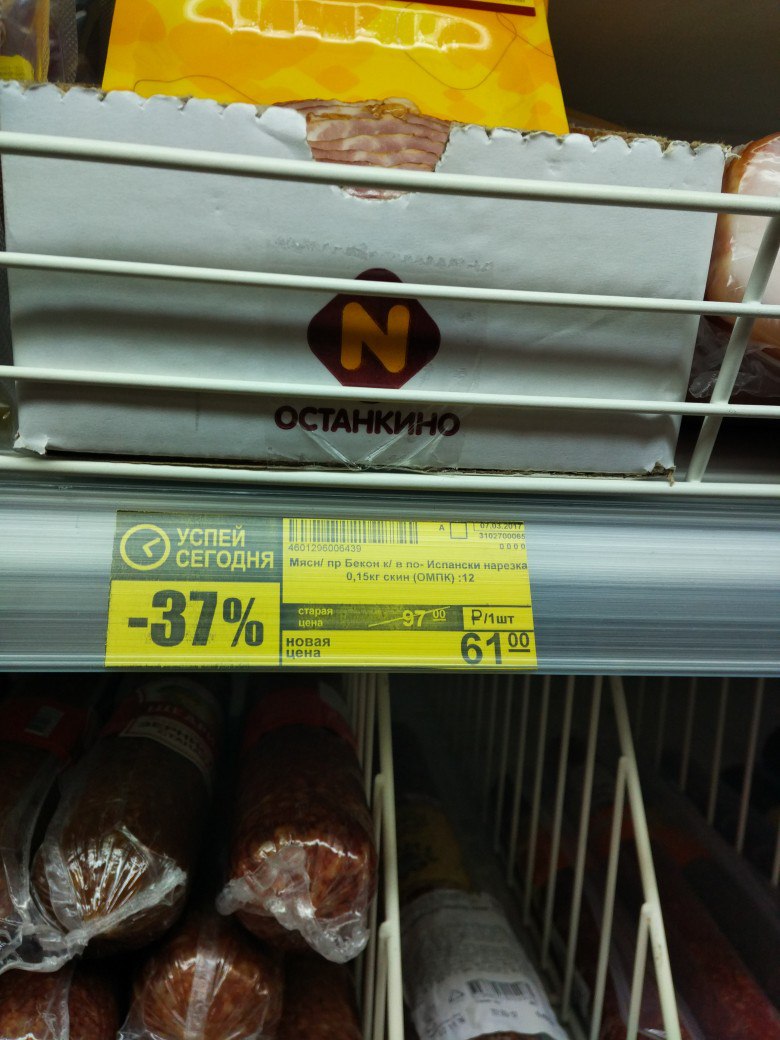 N
ОСТАНКИНО
УСПЕЙ
СЕГОДНЯ
-37%
4601296006439
А
07.03.2017
3102700065
0 0 0 0
Мясн/ пр Бекон к/ в по- Испански нарезка
0,15кг скин (ОМПК) :12
старая
цена
97 00
₽/1шт
новая
цена
61 00